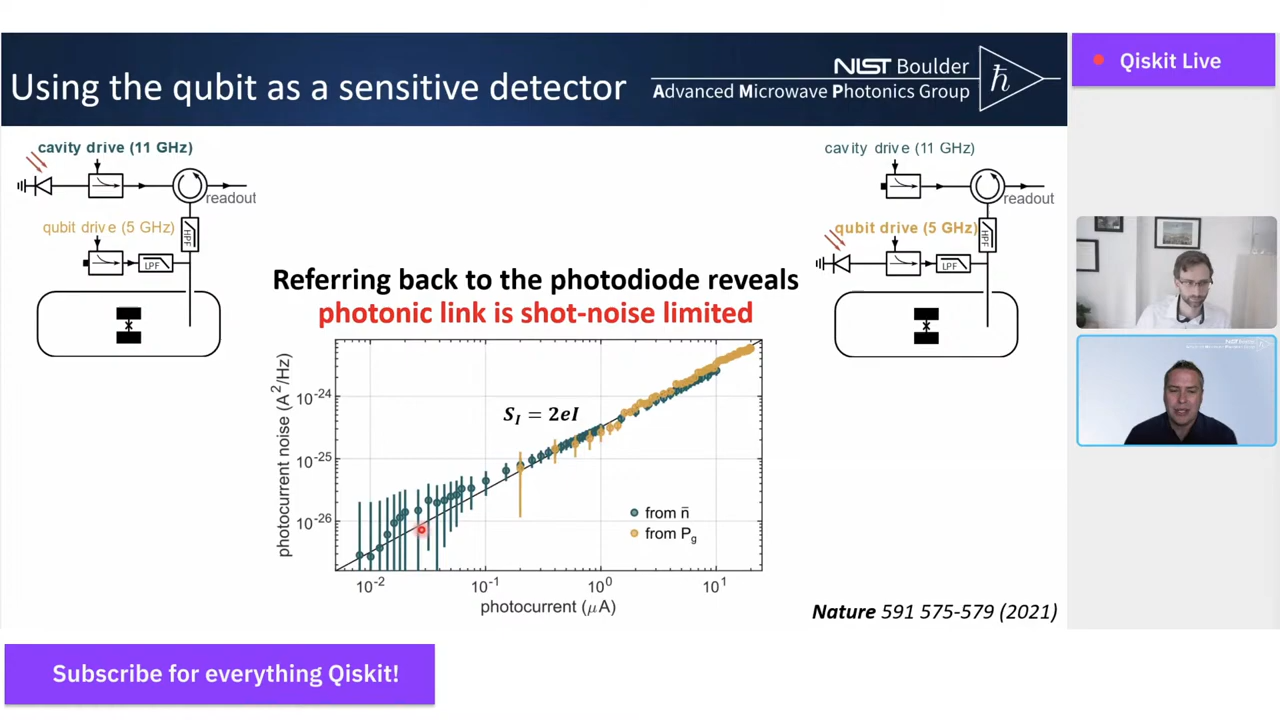 Using the qubit as a sensitive detector
NIST Boulder
Advanced Microwave Photonics Group
ħ
Qiskit Live
cavity drive (11 GHz)
readout
qubit drive (5 GHz)
HPF
LPF
cavity drive (11 GHz)
readout
qubit drive (5 GHz)
HPF
LPF
Referring back to the photodiode reveals
photonic link is shot-noise limited
photocurrent noise (A²/Hz)
10⁻²⁴
10⁻²⁵
10⁻²⁶
S_I = 2eI
from n̄
from P_g
10⁻² 10⁻¹ 10⁰ 10¹
photocurrent (μA)
Nature 591 575-579 (2021)
Subscribe for everything Qiskit!